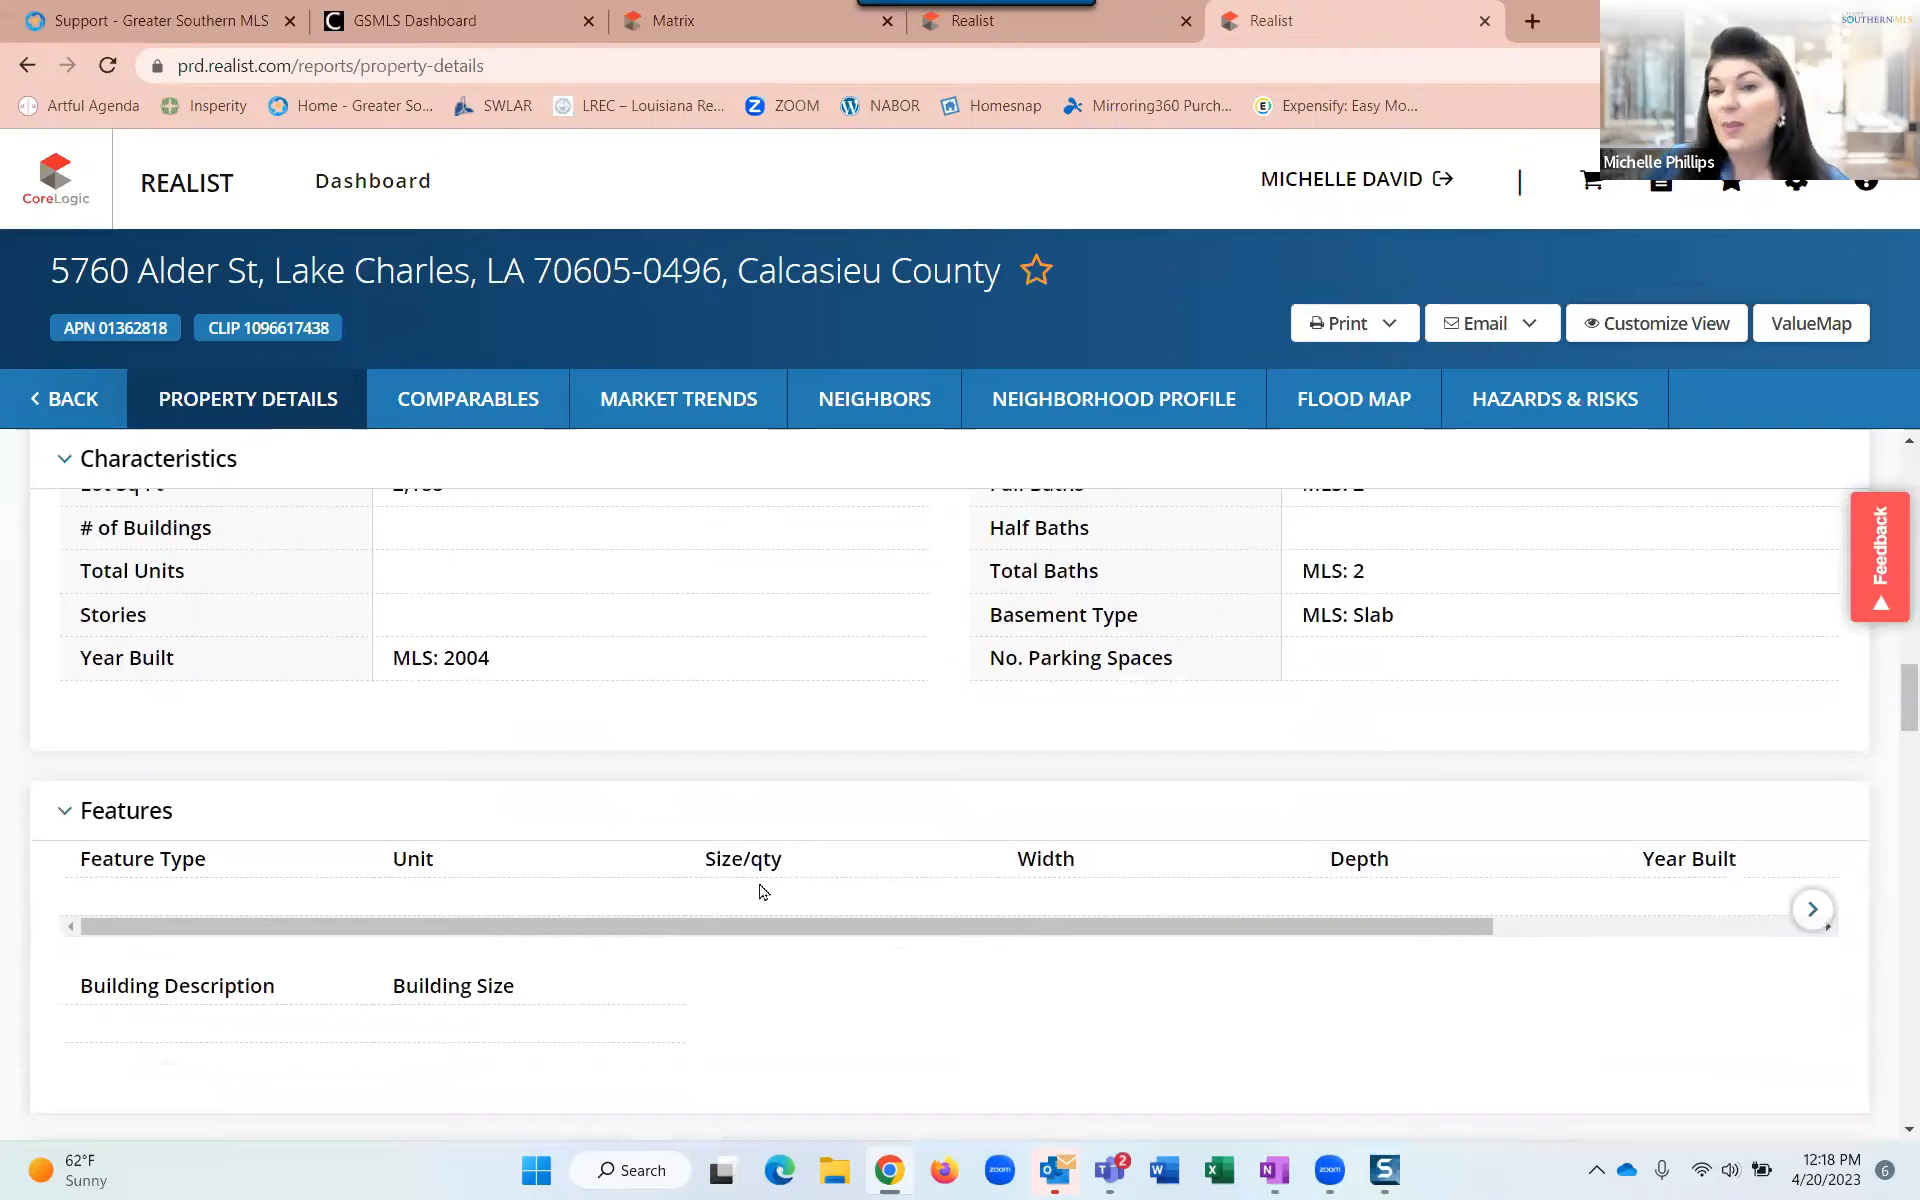 Support - Greater Southern MLS
GSMLS Dashboard
Matrix
Realist
Realist
prd.realist.com/reports/property-details
Artful Agenda
Insperity
Home - Greater So...
SWLAR
LREC – Louisiana Re...
ZOOM
NABOR
Homesnap
Mirroring360 Purch...
Expensify: Easy Mo...
SOUTHERN MLS
Michelle Phillips
CoreLogic
REALIST
Dashboard
MICHELLE DAVID
5760 Alder St, Lake Charles, LA 70605-0496, Calcasieu County
APN 01362818
CLIP 1096617438
Print
Email
Customize View
ValueMap
BACK
PROPERTY DETAILS
COMPARABLES
MARKET TRENDS
NEIGHBORS
NEIGHBORHOOD PROFILE
FLOOD MAP
HAZARDS & RISKS
Characteristics
# of Buildings
Half Baths
Total Units
Total Baths
MLS: 2
Stories
Basement Type
MLS: Slab
Year Built
MLS: 2004
No. Parking Spaces
Feedback
Features
Feature Type
Unit
Size/qty
Width
Depth
Year Built
Building Description
Building Size
62°F
Sunny
Search
zoom
2
zoom
12:18 PM
4/20/2023
6